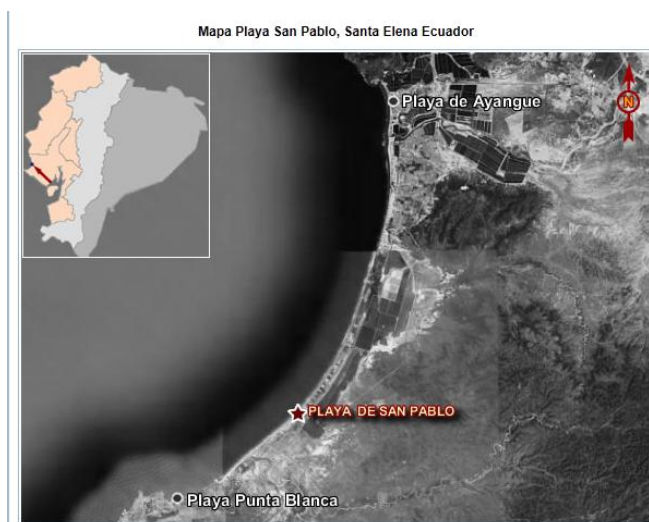 Mapa Playa San Pablo, Santa Elena Ecuador
Playa de Ayangue
N
PLAYA DE SAN PABLO
Playa Punta Blanca